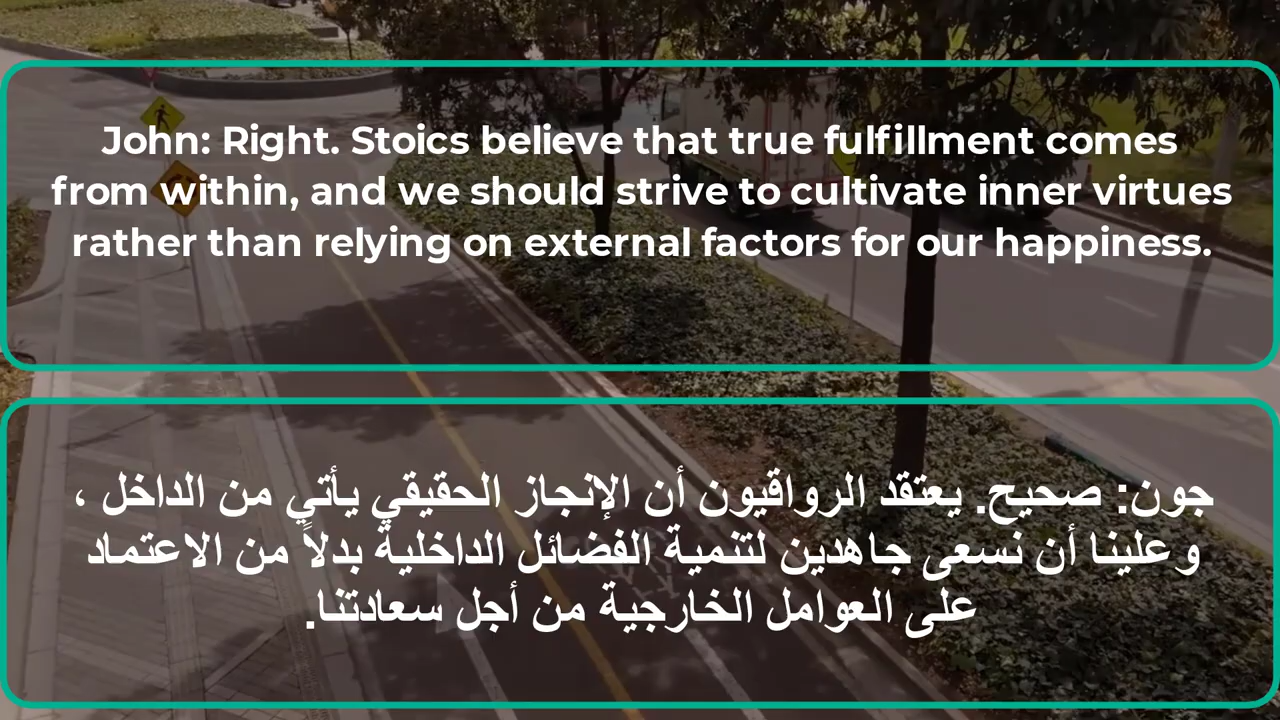 John: Right. Stoics believe that true fulfillment comes
from within, and we should strive to cultivate inner virtues
rather than relying on external factors for our happiness.
جون: صحيح. يعتقد الرواقيون أن الإنجاز الحقيقي يأتي من الداخل ،
وعلينا أن نسعى جاهدين لتنمية الفضائل الداخلية بدلاً من الاعتماد
على العوامل الخارجية من أجل سعادتنا.